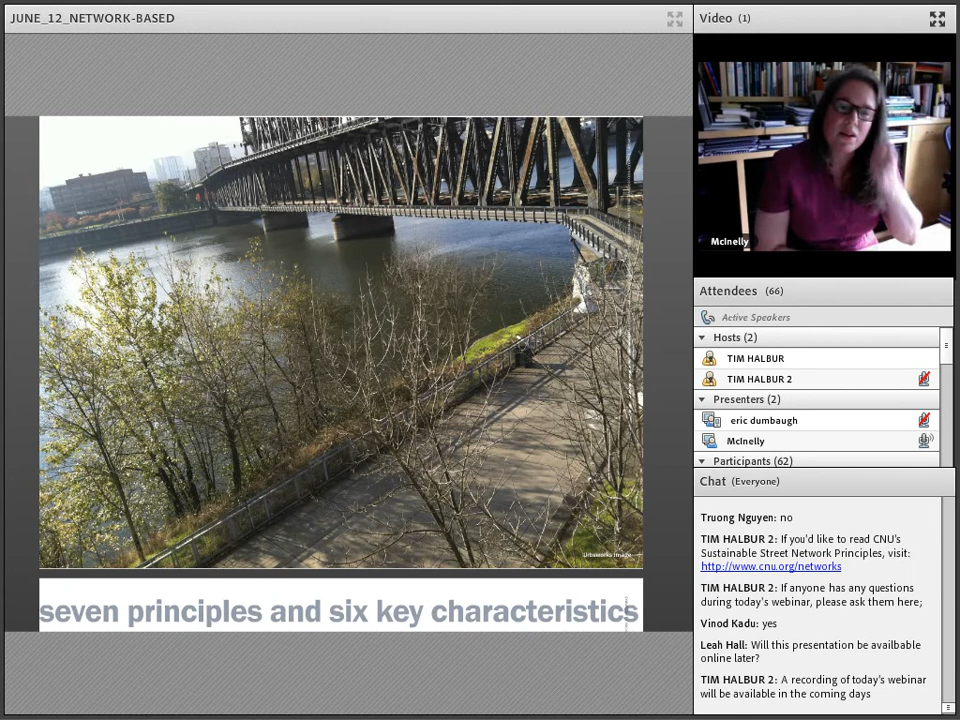 JUNE_12_NETWORK-BASED
Urbsworks Image
seven principles and six key characteristics
Video (1)
McInelly
Attendees (66)
Active Speakers
Hosts (2)
TIM HALBUR
TIM HALBUR 2
Presenters (2)
eric dumbaugh
McInelly
Participants (62)
Chat (Everyone)
Truong Nguyen: no
TIM HALBUR 2: If you'd like to read CNU's
Sustainable Street Network Principles, visit:
http://www.cnu.org/networks
TIM HALBUR 2: If anyone has any questions
during today's webinar, please ask them here;
Vinod Kadu: yes
Leah Hall: Will this presentation be availbable
online later?
TIM HALBUR 2: A recording of today's webinar
will be available in the coming days